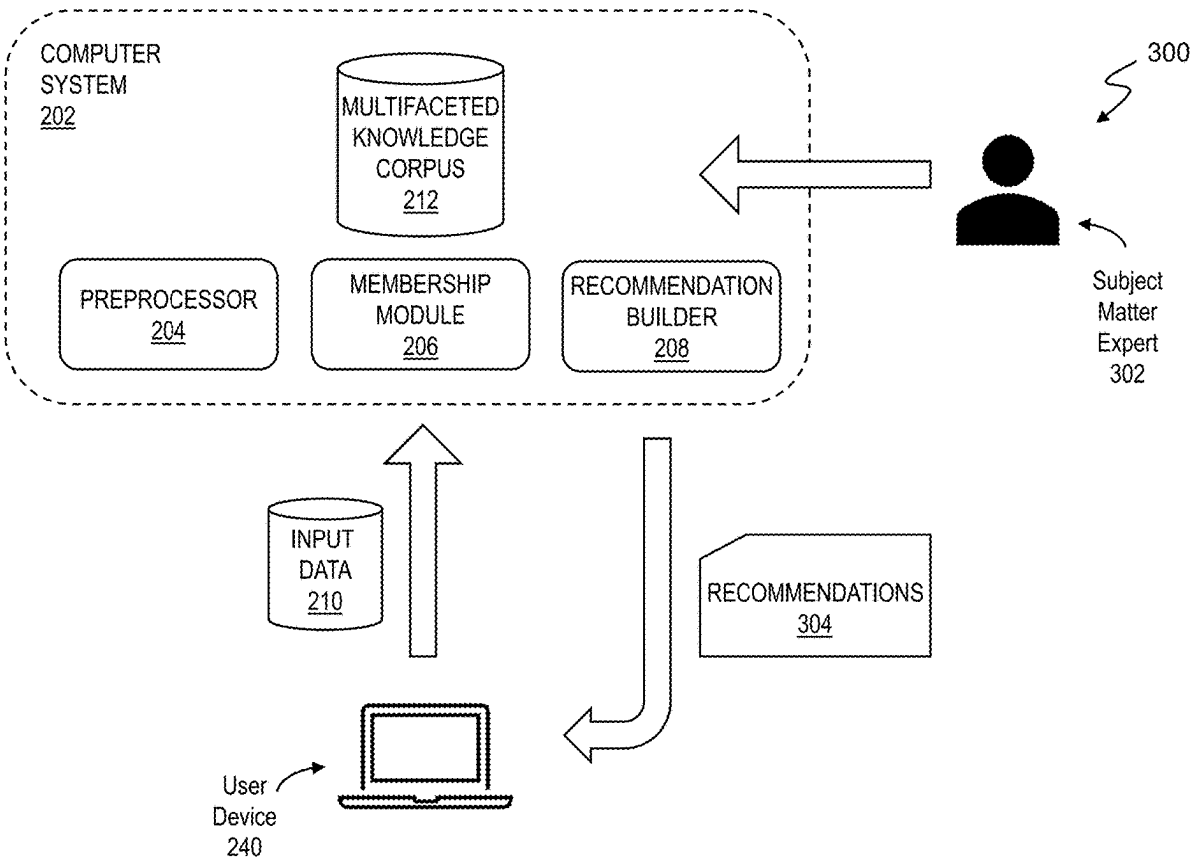 COMPUTER
SYSTEM
202
MULTIFACETED
KNOWLEDGE
CORPUS
212
300
PREPROCESSOR
204
MEMBERSHIP
MODULE
206
RECOMMENDATION
BUILDER
208
Subject
Matter
Expert
302
INPUT
DATA
210
RECOMMENDATIONS
304
User
Device
240